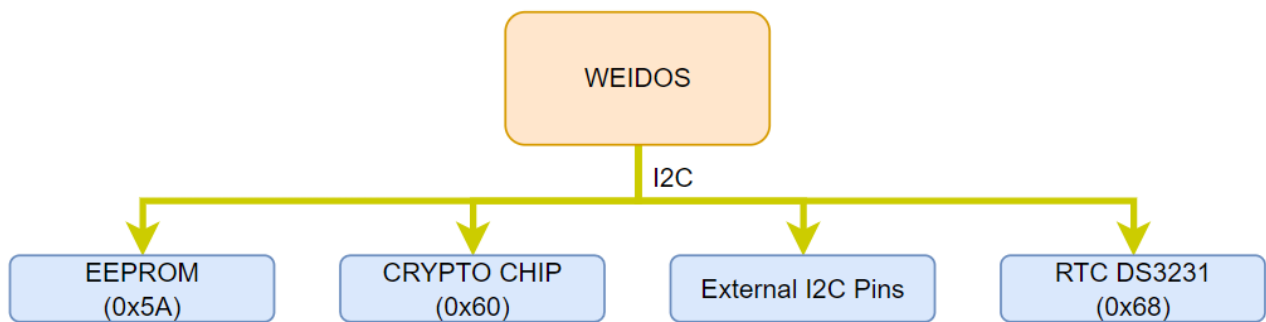 WEIDOS
I2C
EEPROM
(0x5A)
CRYPTO CHIP
(0x60)
External I2C Pins
RTC DS3231
(0x68)